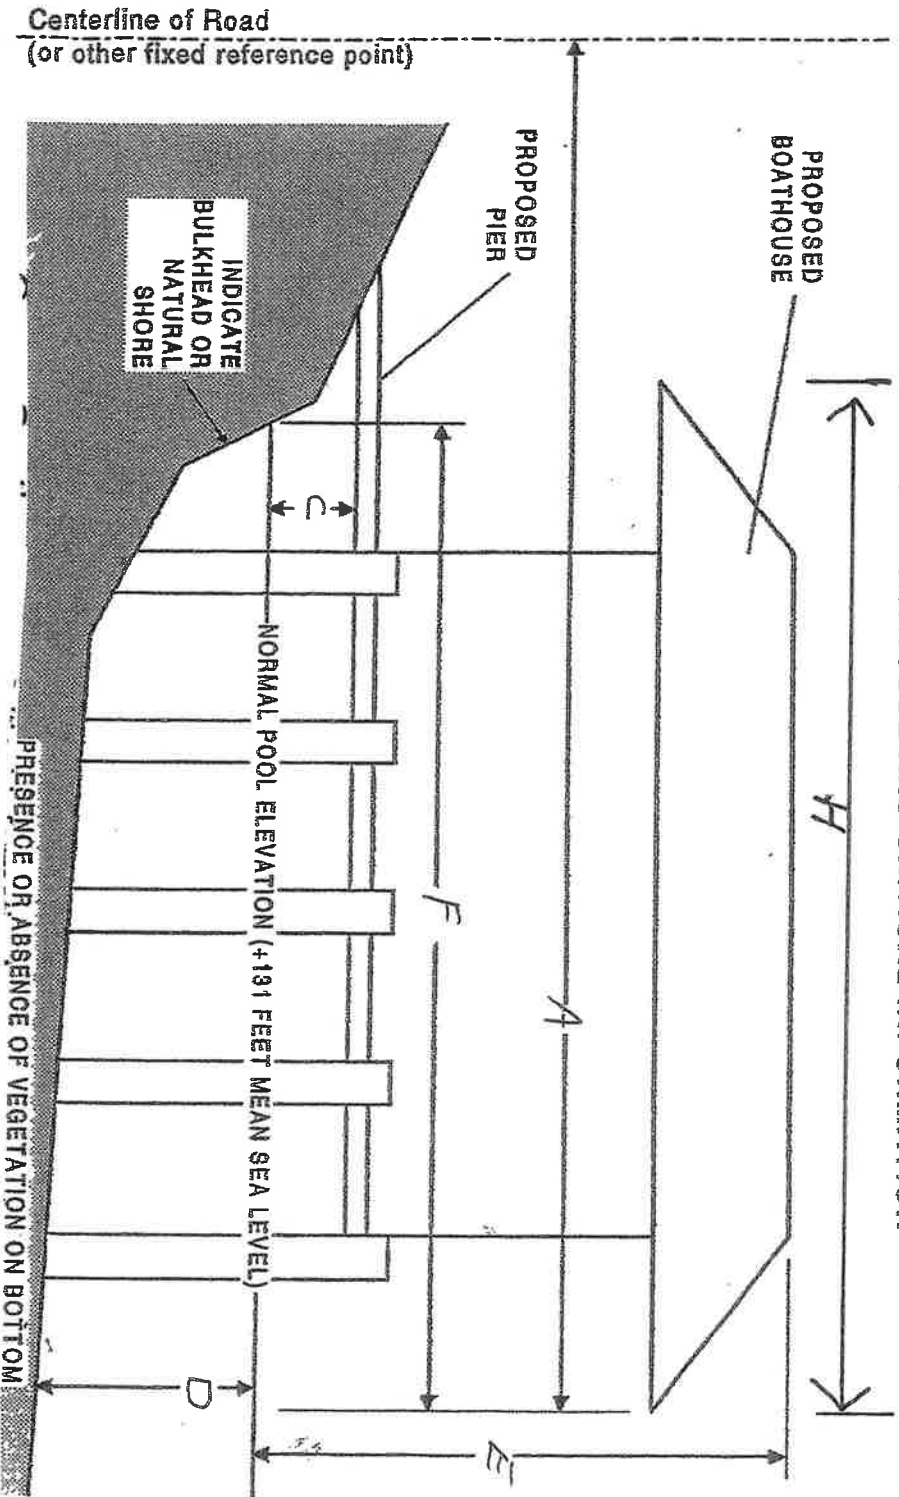 Centerline of Road
(or other fixed reference point)
PROPOSED
BOATHOUSE
PROPOSED
PIER
INDICATE
BULKHEAD OR
NATURAL
SHORE
H
A
F
C
E
D
NORMAL POOL ELEVATION (+131 FEET MEAN SEA LEVEL)
PRESENCE OR ABSENCE OF VEGETATION ON BOTTOM